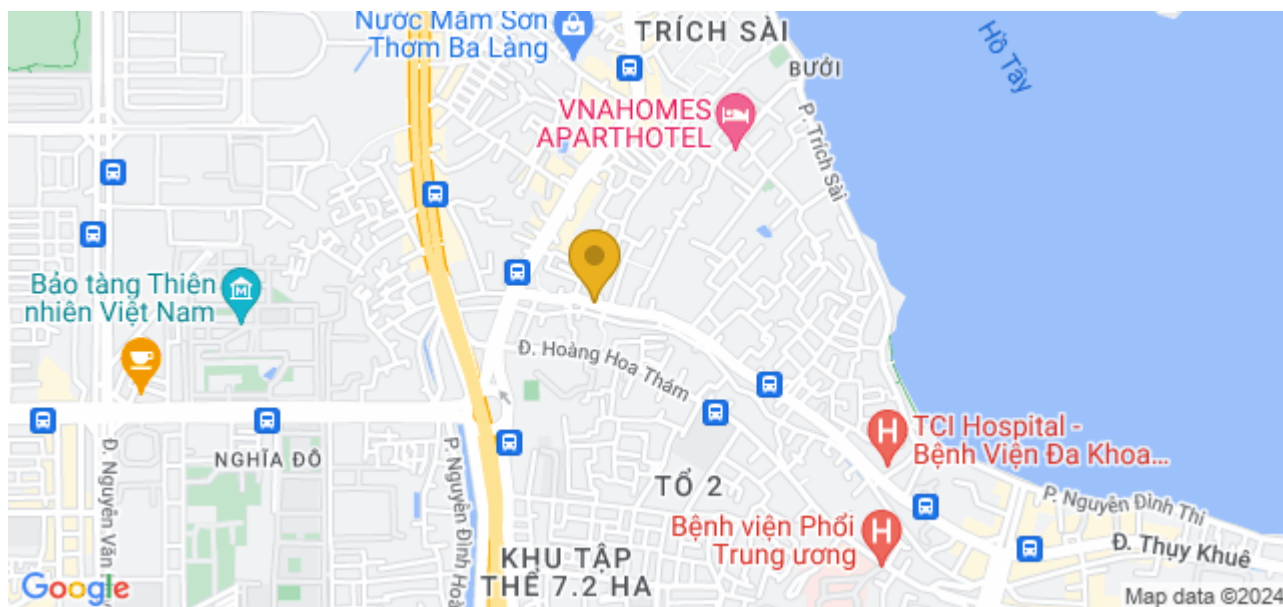 Nước Mắm Sơn
Thơm Ba Làng
TRÍCH SÀI
BƯỞI
Hồ Tây
VNAHOMES
APARTHOTEL
P. Trích Sài
Bảo tàng Thiên
nhiên Việt Nam
Đ. Hoàng Hoa Thám
TCI Hospital -
Bệnh Viện Đa Khoa...
NGHĨA ĐÔ
Đ. Nguyễn Văn
P. Nguyễn Đình Hoà
TỔ 2
P. Nguyễn Đình Thi
Bệnh viện Phổi
Trung ương
Đ. Thụy Khuê
KHU TẬP
THỂ 7.2 HA
Google
Map data ©2024